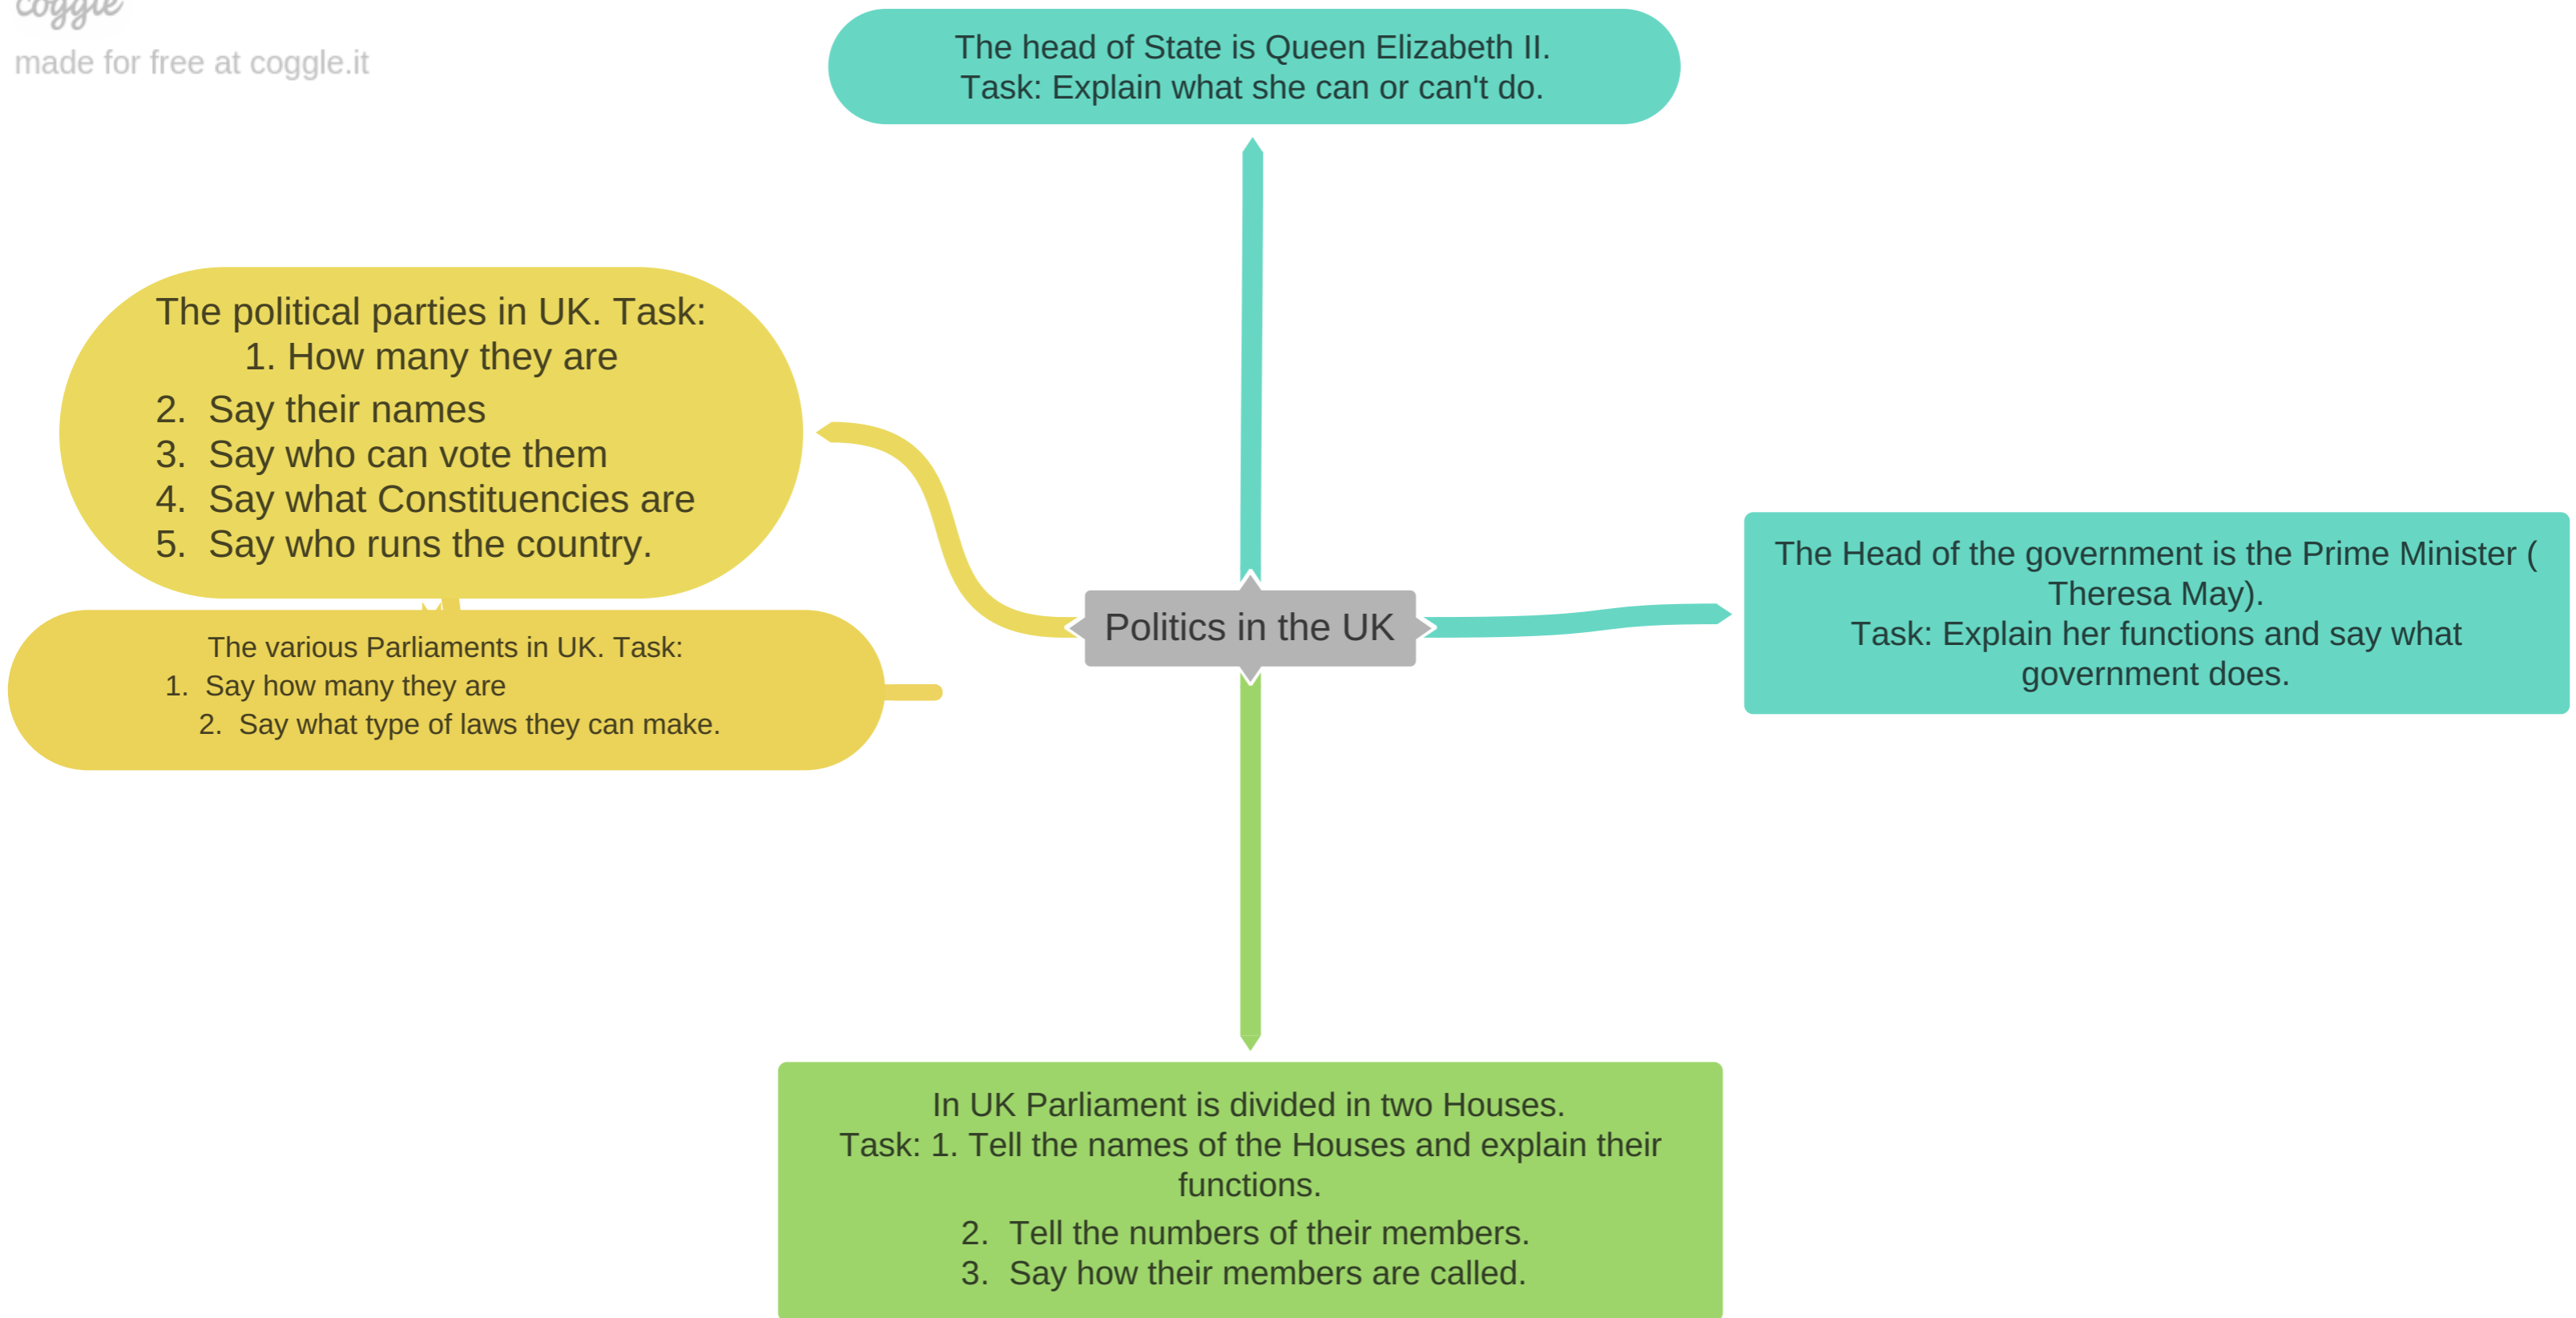 coggle
made for free at coggle.it
The head of State is Queen Elizabeth II.
Task: Explain what she can or can't do.
The political parties in UK. Task:
1. How many they are
2. Say their names
3. Say who can vote them
4. Say what Constituencies are
5. Say who runs the country.
The various Parliaments in UK. Task:
1. Say how many they are
2. Say what type of laws they can make.
Politics in the UK
The Head of the government is the Prime Minister (
Theresa May).
Task: Explain her functions and say what
government does.
In UK Parliament is divided in two Houses.
Task: 1. Tell the names of the Houses and explain their
functions.
2. Tell the numbers of their members.
3. Say how their members are called.